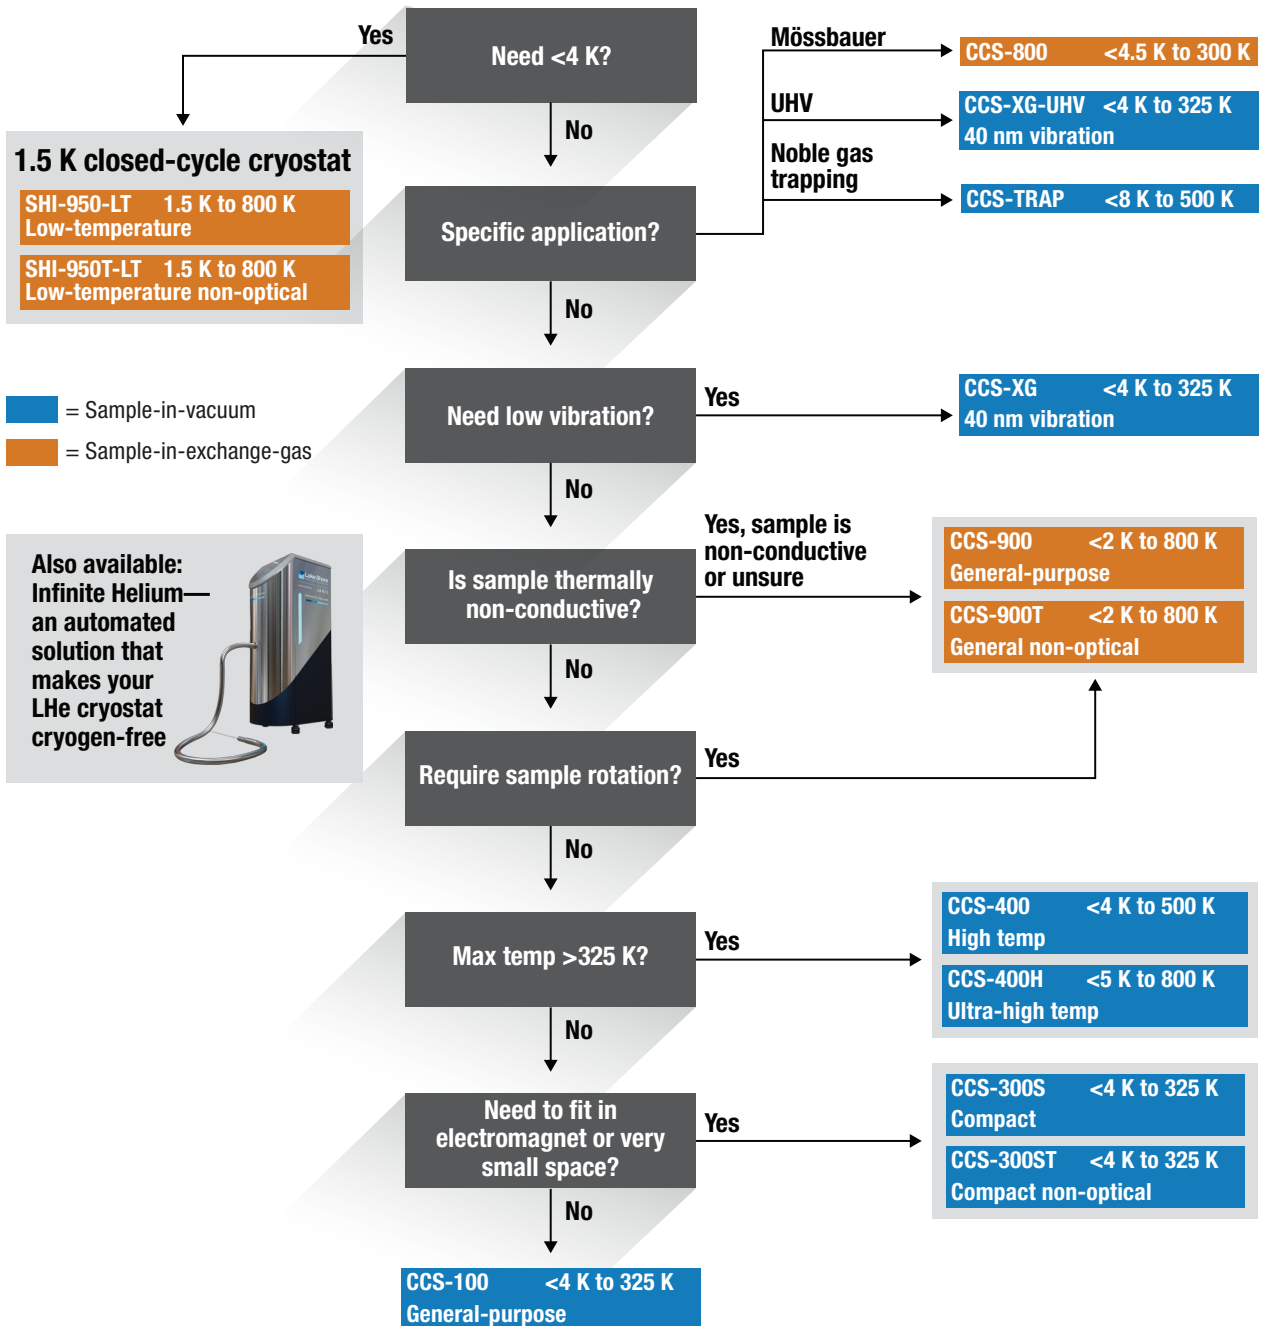 Need <4 K?
Yes
No
1.5 K closed-cycle cryostat
SHI-950-LT 1.5 K to 800 K
Low-temperature
SHI-950T-LT 1.5 K to 800 K
Low-temperature non-optical
Specific application?
Mössbauer
CCS-800 <4.5 K to 300 K
UHV
CCS-XG-UHV <4 K to 325 K
40 nm vibration
Noble gas
trapping
CCS-TRAP <8 K to 500 K
No
= Sample-in-vacuum
= Sample-in-exchange-gas
Need low vibration?
Yes
CCS-XG <4 K to 325 K
40 nm vibration
No
Also available:
Infinite Helium—
an automated
solution that
makes your
LHe cryostat
cryogen-free
LakeShore
Is sample thermally
non-conductive?
Yes, sample is
non-conductive
or unsure
CCS-900 <2 K to 800 K
General-purpose
CCS-900T <2 K to 800 K
General non-optical
No
Require sample rotation?
Yes
No
Max temp >325 K?
Yes
CCS-400 <4 K to 500 K
High temp
CCS-400H <5 K to 800 K
Ultra-high temp
No
Need to fit in
electromagnet or very
small space?
Yes
CCS-300S <4 K to 325 K
Compact
CCS-300ST <4 K to 325 K
Compact non-optical
No
CCS-100 <4 K to 325 K
General-purpose